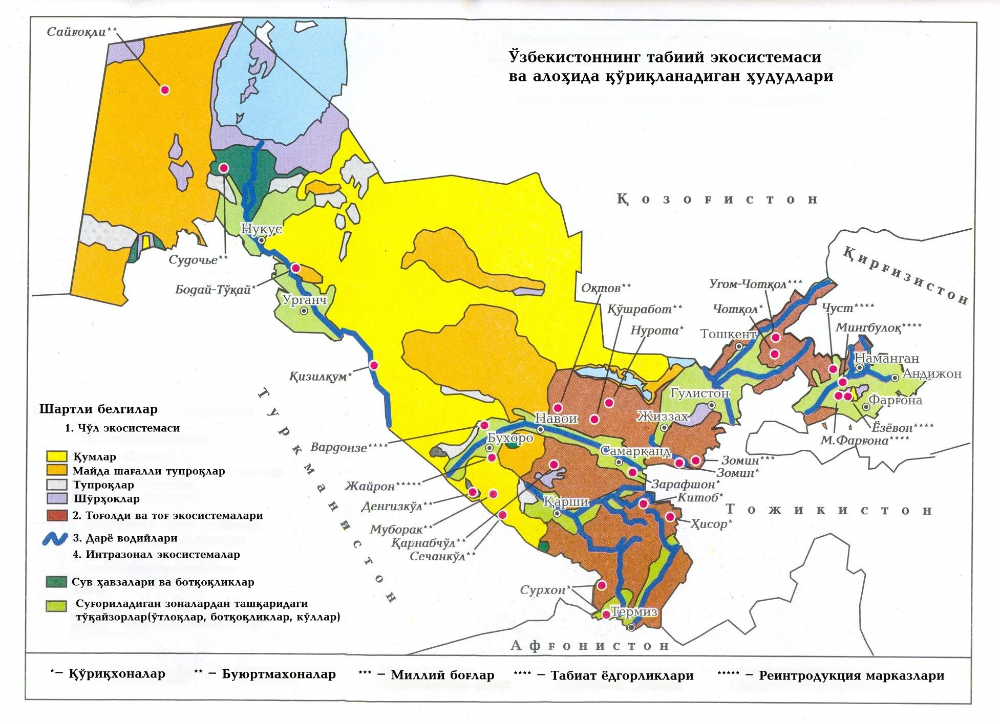 Ўзбекистоннинг табиий экосистемаси
ва алоҳида қўриқланадиган ҳудудлари
Сайғоқли**
Қозоғистон
Қирғизистон
Нукус
Судочье**
Бодай-Тўқай*
Урганч
Оқтов**
Қўшработ**
Нурота*
Угом-Чотқол***
Чотқол*
Чуст****
Мингбулоқ****
Тошкент
Наманган
Андижон
Қизилқум*
Гулистон
Фарғона
Жиззах
Навои
Ёзёвон****
М.Фарғона****
Вардонзе****
Бухоро
Самарқанд
Зомин***
Зомин*
Жайрон*****
Зарафшон*
Китоб*
Қарши
Денгизкўл**
Тожикистон
Ҳисор*
Муборак**
Қарнабчўл**
Сечанкўл**
Туркманистон
Сурхон*
Термиз
Афғонистон
Шартли белгилар
1. Чўл экосистемаси
Қумлар
Майда шағалли тупроқлар
Тупроқлар
Шўрҳоклар
2. Тоғолди ва тоғ экосистемалари
3. Дарё водийлари
4. Интразонал экосистемалар
Сув ҳавзалари ва ботқоқликлар
Суғориладиган зоналардан ташқаридаги
тўқайзорлар(ўтлоқлар, ботқоқликлар, кўллар)
*− Қўриқхоналар ** − Буюртмахоналар *** − Миллий боғлар **** − Табиат ёдгорликлари ***** − Реинтродукция марказлари